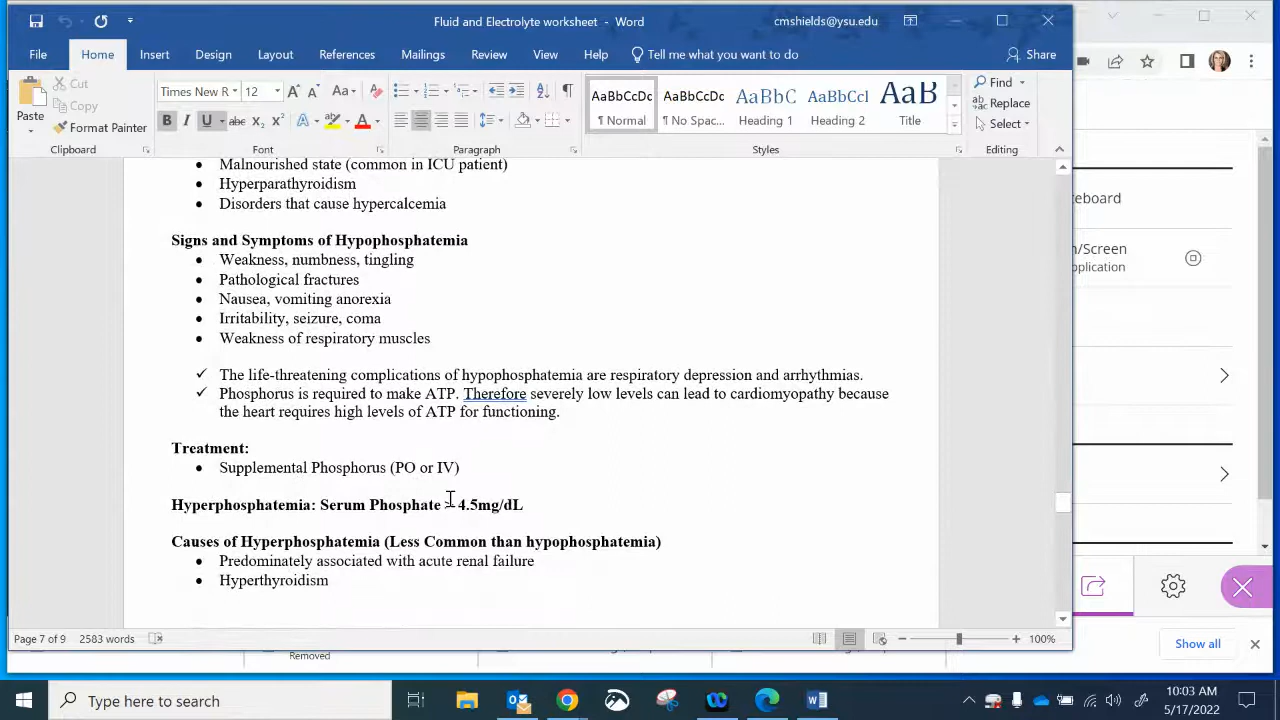 Fluid and Electrolyte worksheet - Word
cmshields@ysu.edu
File Home Insert Design Layout References Mailings Review View Help Tell me what you want to do Share
Paste
Cut
Copy
Format Painter
Clipboard
Times New R 12
Font
Paragraph
AaBbCcDc AaBbCcDc AaBbC AaBbCcl AaB
¶ Normal ¶ No Spac... Heading 1 Heading 2 Title
Styles
Find
Replace
Select
Editing
• Malnourished state (common in ICU patient)
• Hyperparathyroidism
• Disorders that cause hypercalcemia
Signs and Symptoms of Hypophosphatemia
• Weakness, numbness, tingling
• Pathological fractures
• Nausea, vomiting anorexia
• Irritability, seizure, coma
• Weakness of respiratory muscles
✓ The life-threatening complications of hypophosphatemia are respiratory depression and arrhythmias.
✓ Phosphorus is required to make ATP. Therefore severely low levels can lead to cardiomyopathy because
the heart requires high levels of ATP for functioning.
Treatment:
• Supplemental Phosphorus (PO or IV)
Hyperphosphatemia: Serum Phosphate 4.5mg/dL
Causes of Hyperphosphatemia (Less Common than hypophosphatemia)
• Predominately associated with acute renal failure
• Hyperthyroidism
Page 7 of 9 2583 words 100%
eboard
n/Screen
pplication
Show all
Removed
Type here to search
10:03 AM
5/17/2022